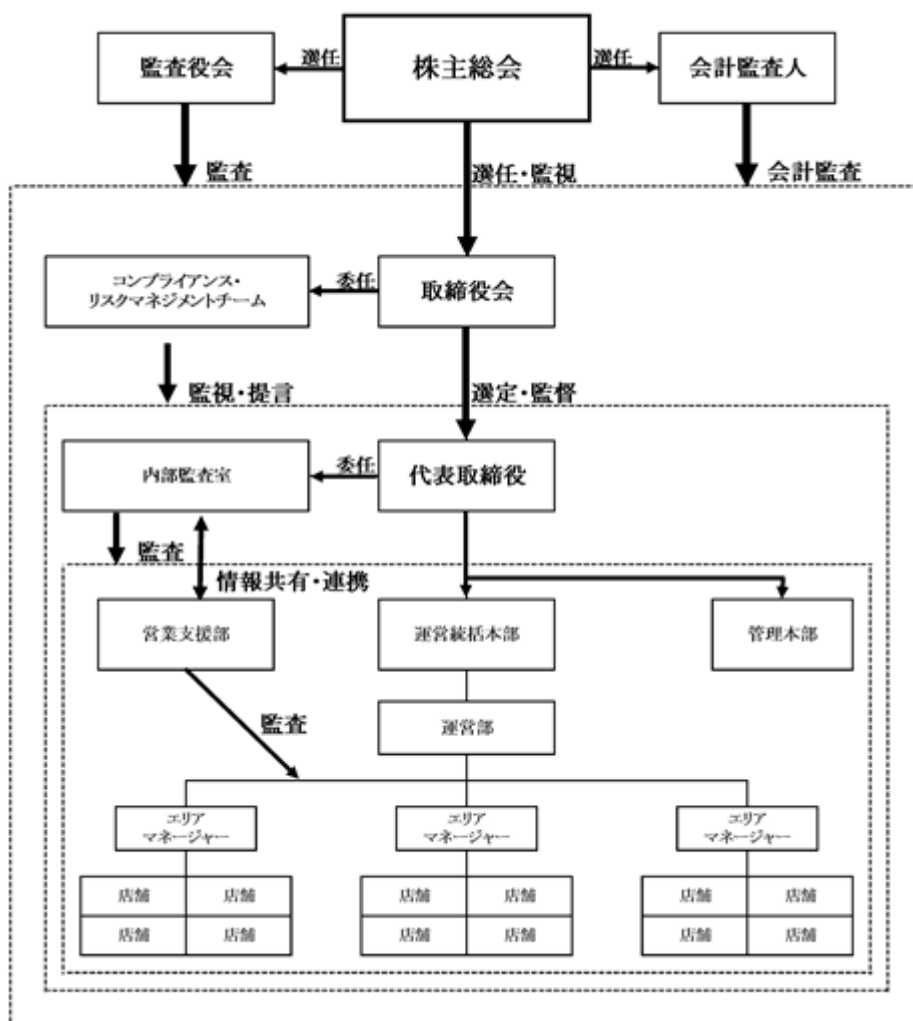 監査役会
選任
株主総会
選任
会計監査人
監査
選任・監視
会計監査
コンプライアンス・
リスクマネジメントチーム
委任
取締役会
監視・提言
選定・監督
内部監査室
委任
代表取締役
監査
情報共有・連携
営業支援部
運営統括本部
管理本部
監査
運営部
エリア
マネージャー
エリア
マネージャー
エリア
マネージャー
店舗
店舗
店舗
店舗
店舗
店舗
店舗
店舗
店舗
店舗
店舗
店舗